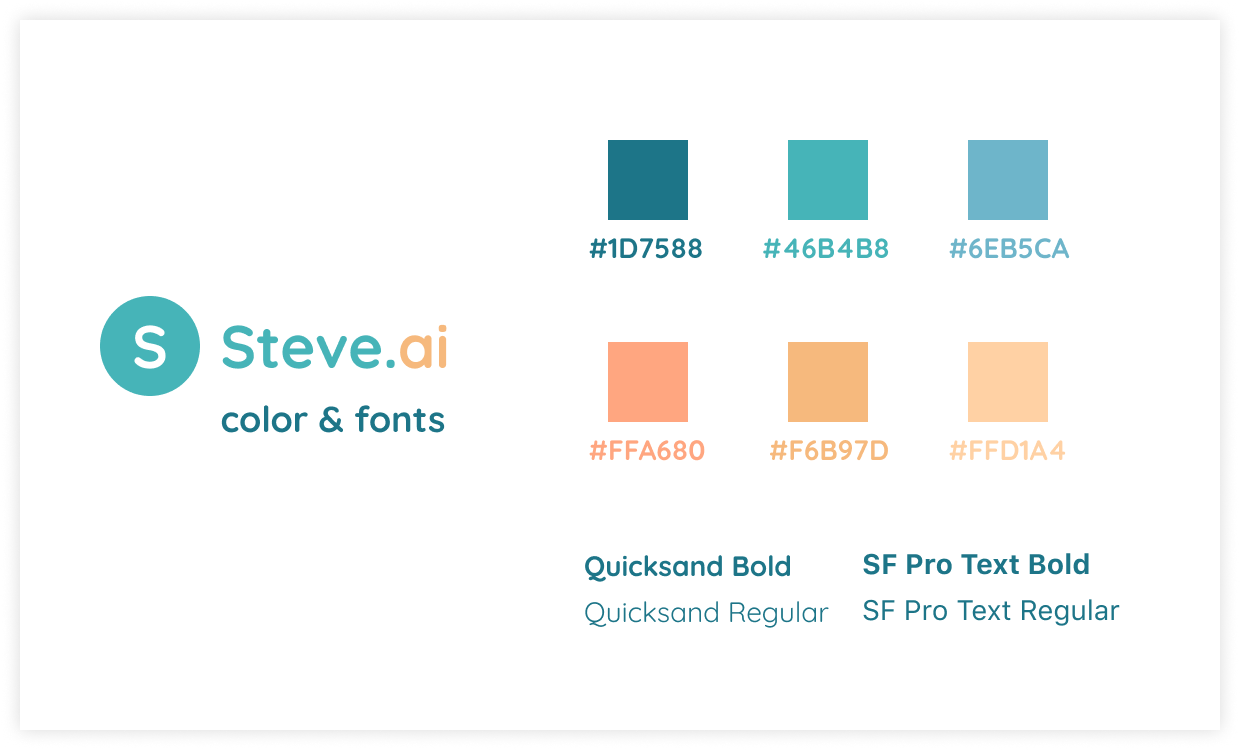 S
Steve.ai
color & fonts
#1D7588
#46B4B8
#6EB5CA
#FFA680
#F6B97D
#FFD1A4
Quicksand Bold
Quicksand Regular
SF Pro Text Bold
SF Pro Text Regular